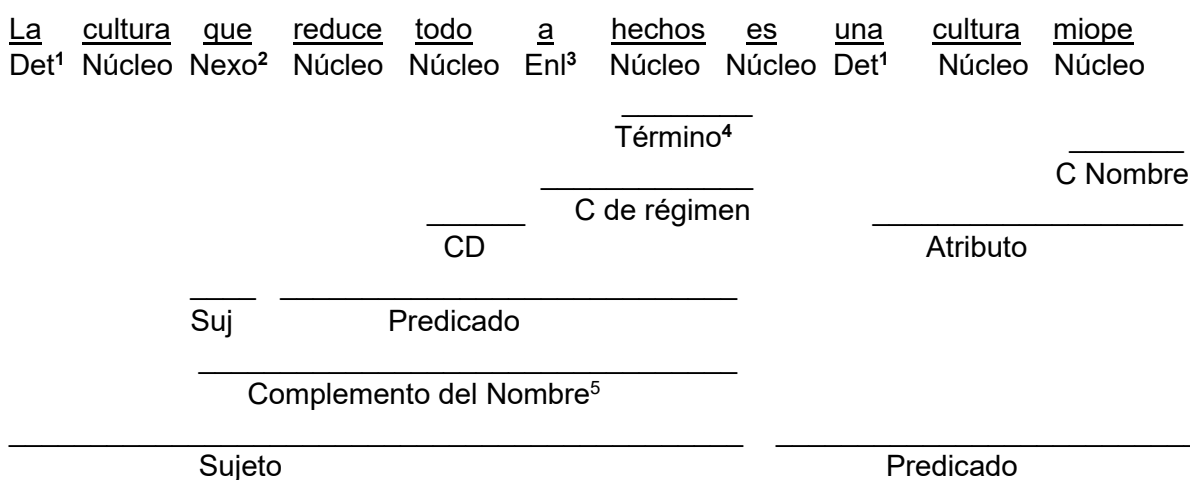 La cultura que reduce todo a hechos es una cultura miope
Det¹ Núcleo Nexo² Núcleo Núcleo Enl³ Núcleo Núcleo Det¹ Núcleo Núcleo
Término⁴
C Nombre
C de régimen
CD Atributo
Suj Predicado
Complemento del Nombre⁵
Sujeto Predicado